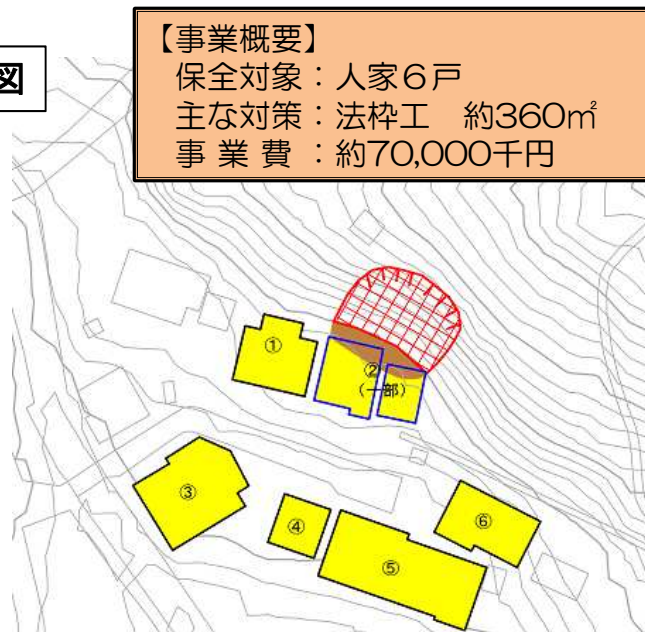 図
【事業概要】
保全対象：人家６戸
主な対策：法枠工　約360㎡
事 業 費 ：約70,000千円
①
②
（一部）
③
④
⑤
⑥